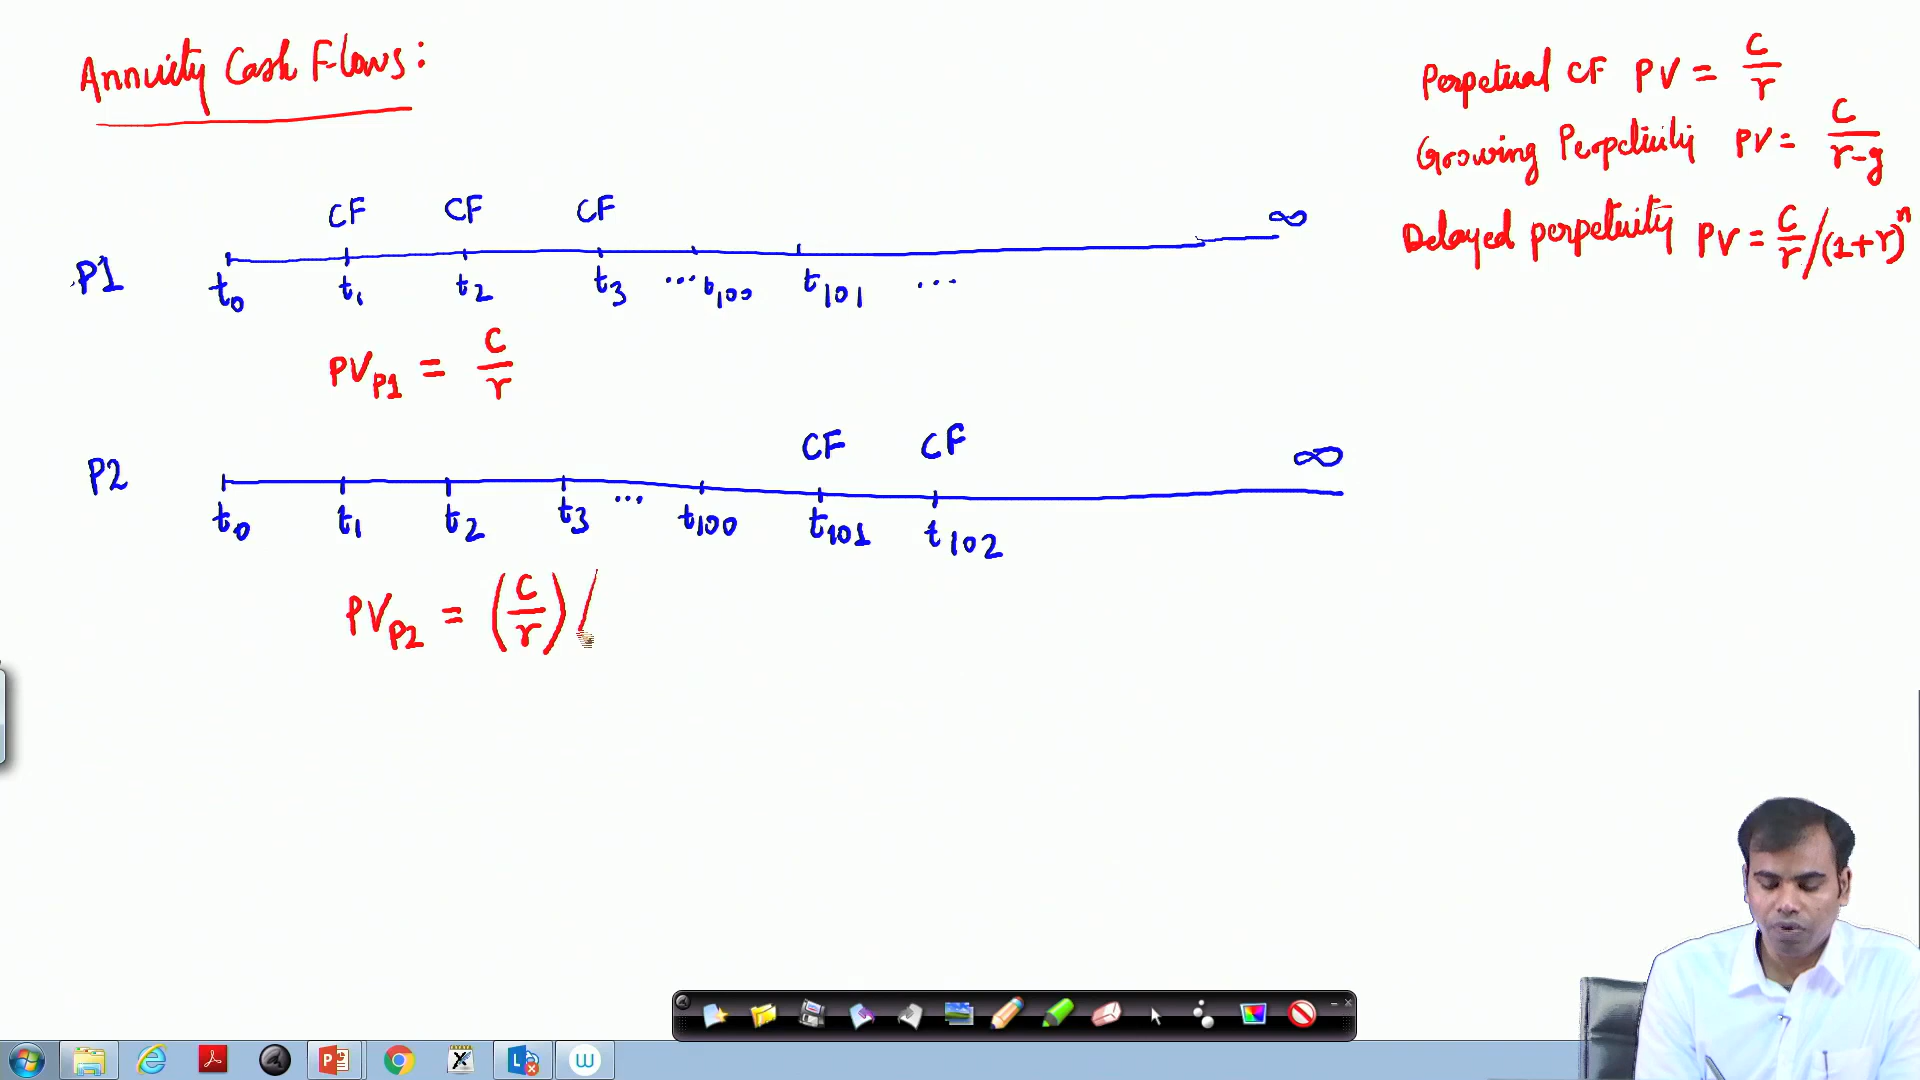 Annuity Cash Flows:
Perpetual CF PV = C/r
Growing Perpetiuity PV = C/r-g
Delayed perpetuity PV = C/r/(1+r)^n
CF CF CF ∞
P1
t0 t1 t2 t3 ... t100 t101 ...
PVP1 = C/r
CF CF ∞
P2
t0 t1 t2 t3 ... t100 t101 t102
PVP2 = (C/r)/